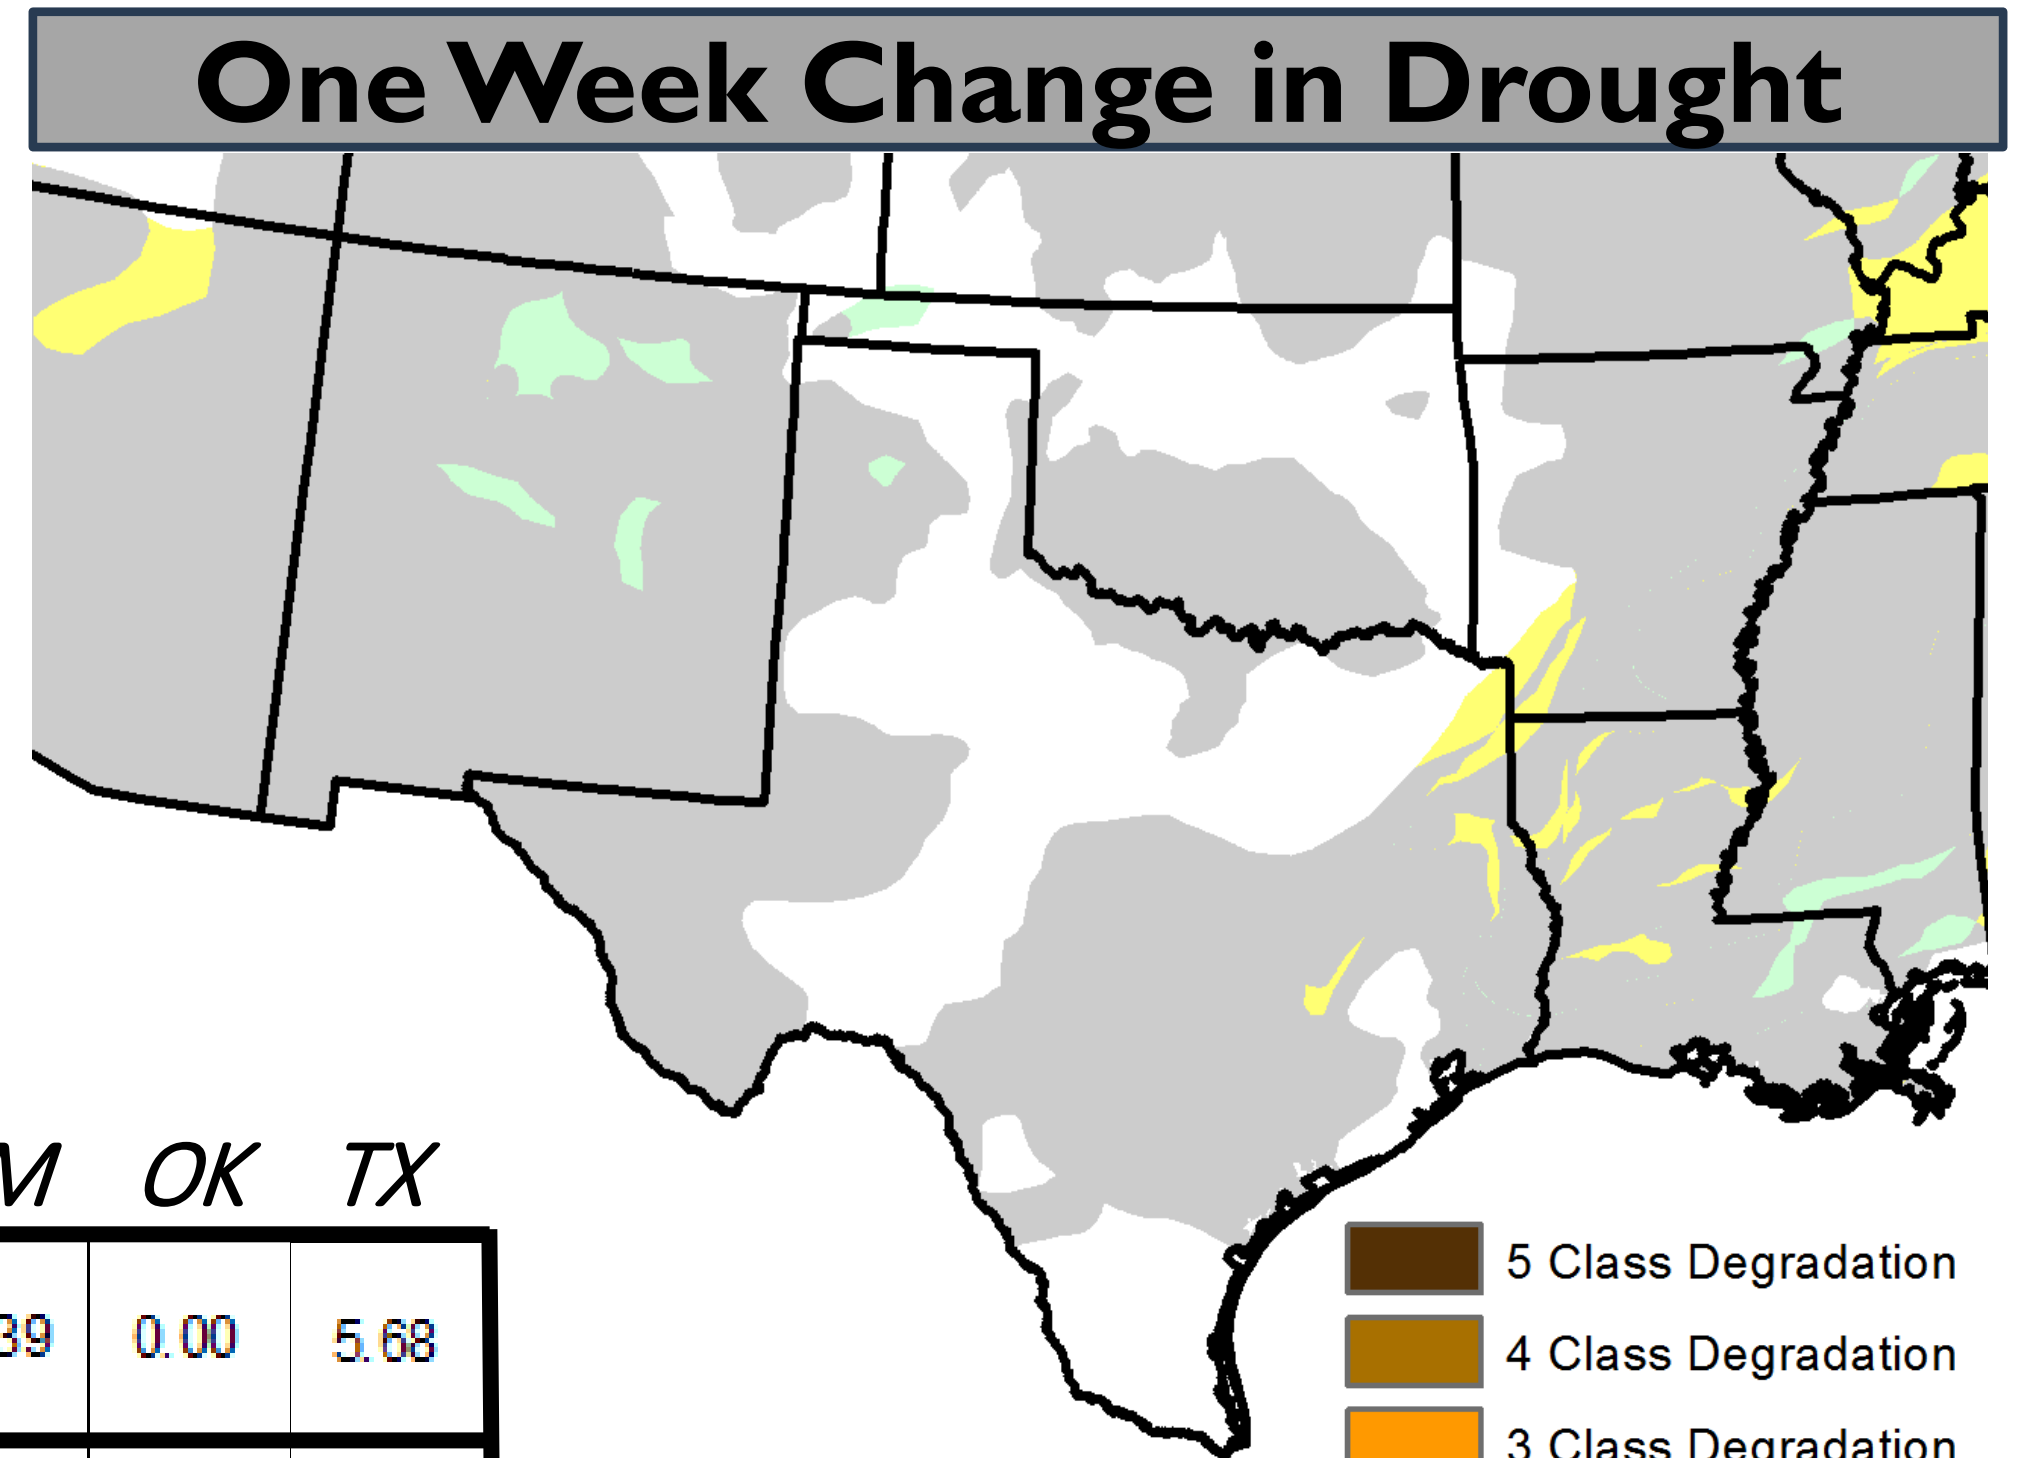 One Week Change in Drought
M OK TX
39 0.00 5.68
5 Class Degradation
4 Class Degradation
3 Class Degradation